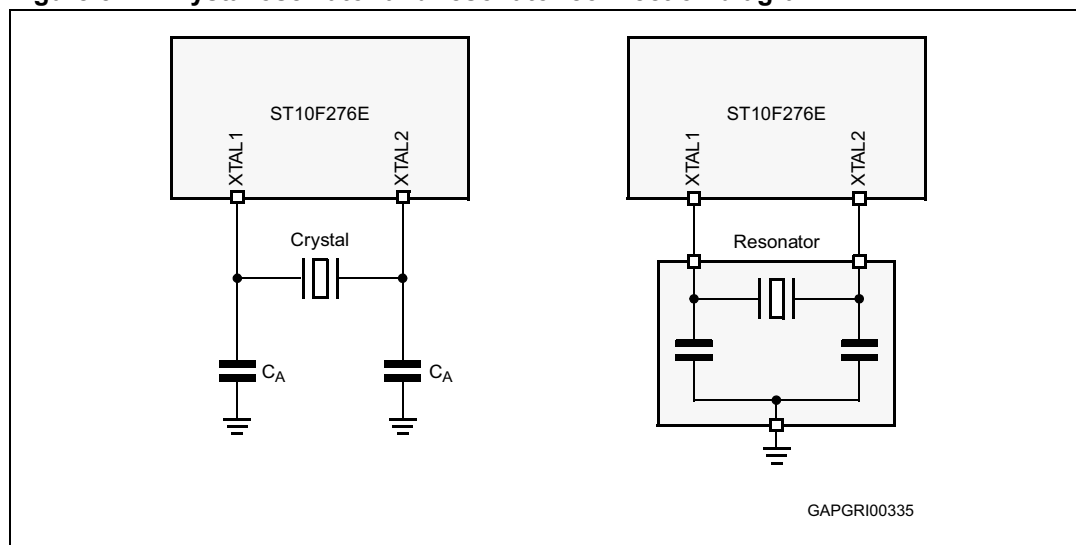 ST10F276E
XTAL1
XTAL2
Crystal
CA
CA
ST10F276E
XTAL1
XTAL2
Resonator
GAPGRI00335